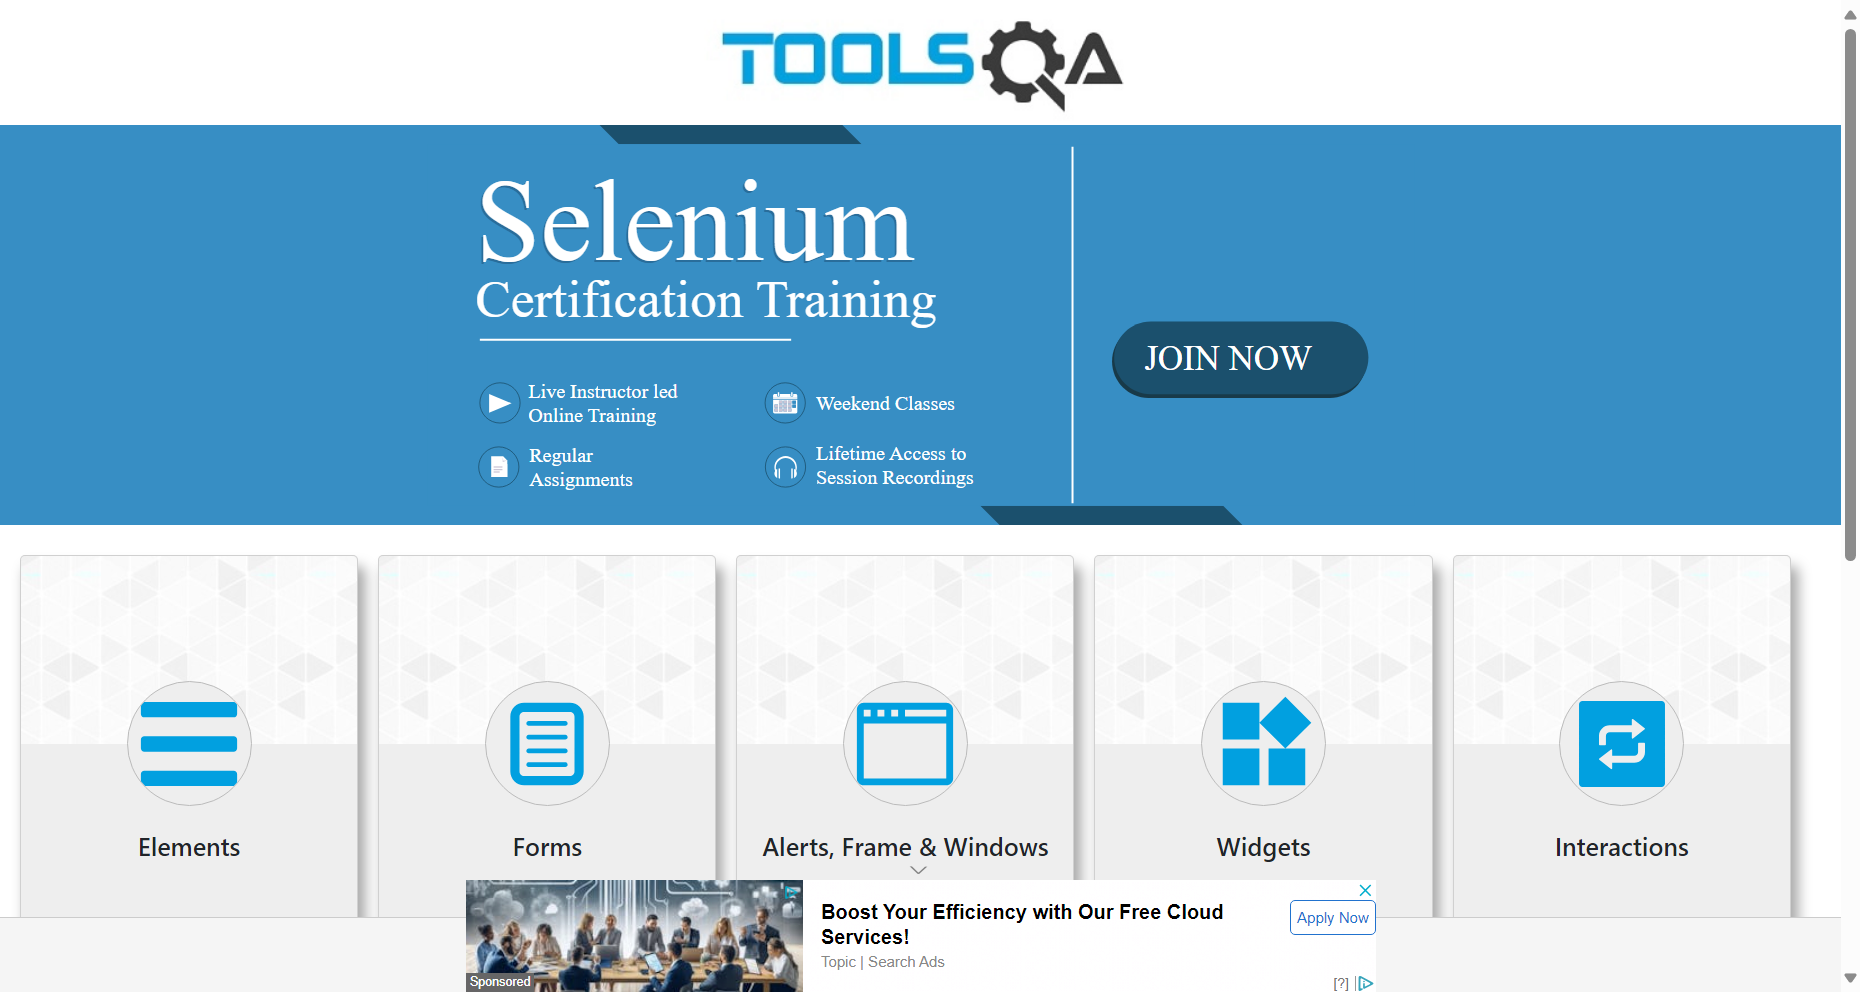 TOOLSQA
Selenium
Certification Training
Live Instructor led
Online Training
Weekend Classes
Regular
Assignments
Lifetime Access to
Session Recordings
JOIN NOW
Elements
Forms
Alerts, Frame & Windows
Widgets
Interactions
Boost Your Efficiency with Our Free Cloud
Services!
Topic | Search Ads
Apply Now
Sponsored
[?]